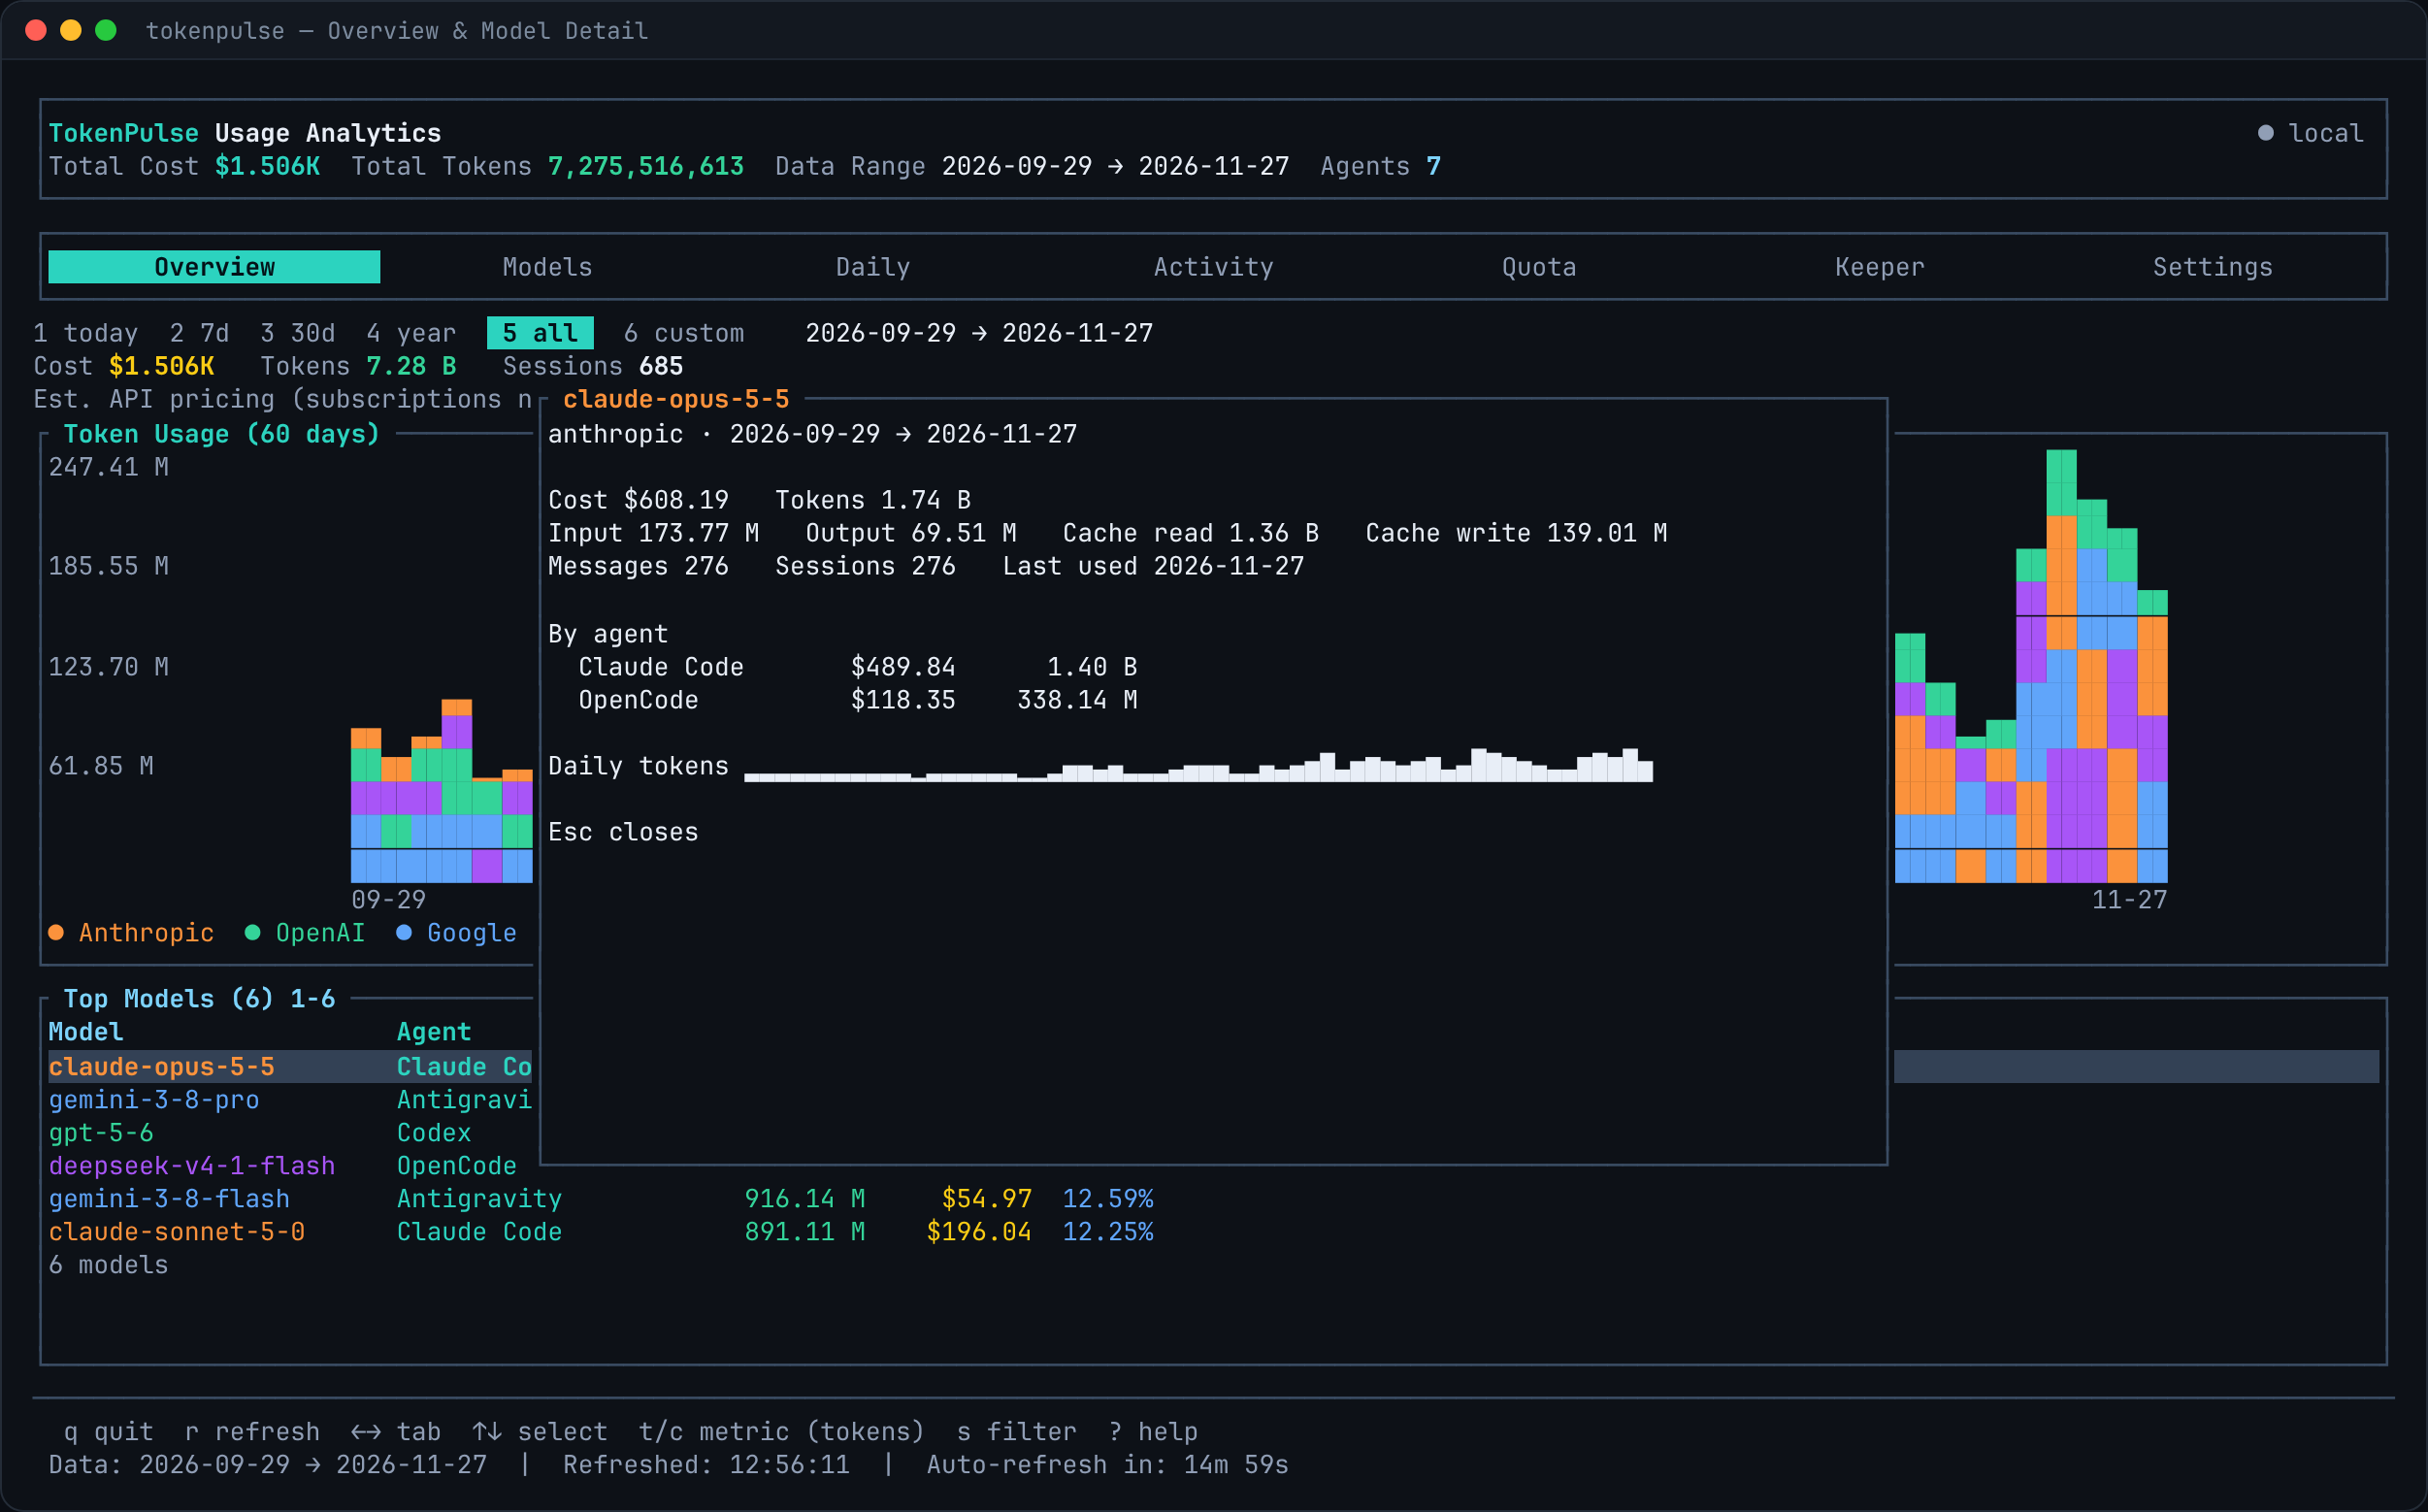 tokenpulse — Overview & Model Detail
TokenPulse Usage Analytics ● local
Total Cost $1.506K Total Tokens 7,275,516,613 Data Range 2026-09-29 → 2026-11-27 Agents 7
Overview Models Daily Activity Quota Keeper Settings
1 today 2 7d 3 30d 4 year 5 all 6 custom 2026-09-29 → 2026-11-27
Cost $1.506K Tokens 7.28 B Sessions 685
Est. API pricing (subscriptions n
claude-opus-5-5
anthropic · 2026-09-29 → 2026-11-27
Cost $608.19 Tokens 1.74 B
Input 173.77 M Output 69.51 M Cache read 1.36 B Cache write 139.01 M
Messages 276 Sessions 276 Last used 2026-11-27
By agent
Claude Code $489.84 1.40 B
OpenCode $118.35 338.14 M
Daily tokens
Esc closes
Token Usage (60 days)
247.41 M
185.55 M
123.70 M
61.85 M
09-29 11-27
● Anthropic ● OpenAI ● Google
Top Models (6) 1-6
Model Agent
claude-opus-5-5 Claude Co
gemini-3-8-pro Antigravi
gpt-5-6 Codex
deepseek-v4-1-flash OpenCode
gemini-3-8-flash Antigravity 916.14 M $54.97 12.59%
claude-sonnet-5-0 Claude Code 891.11 M $196.04 12.25%
6 models
q quit r refresh ←→ tab ↑↓ select t/c metric (tokens) s filter ? help
Data: 2026-09-29 → 2026-11-27 | Refreshed: 12:56:11 | Auto-refresh in: 14m 59s